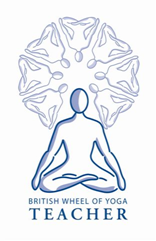 BRITISH WHEEL OF YOGA
TEACHER